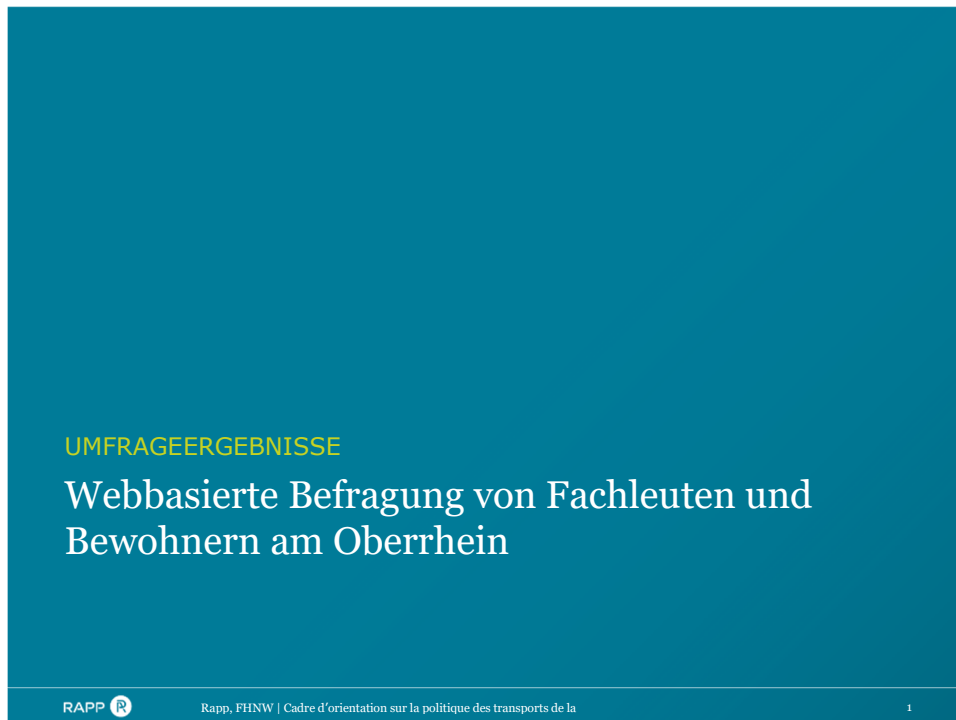 UMFRAGEERGEBNISSE
Webbasierte Befragung von Fachleuten und
Bewohnern am Oberrhein
RAPP R Rapp, FHNW | Cadre d'orientation sur la politique des transports de la 1